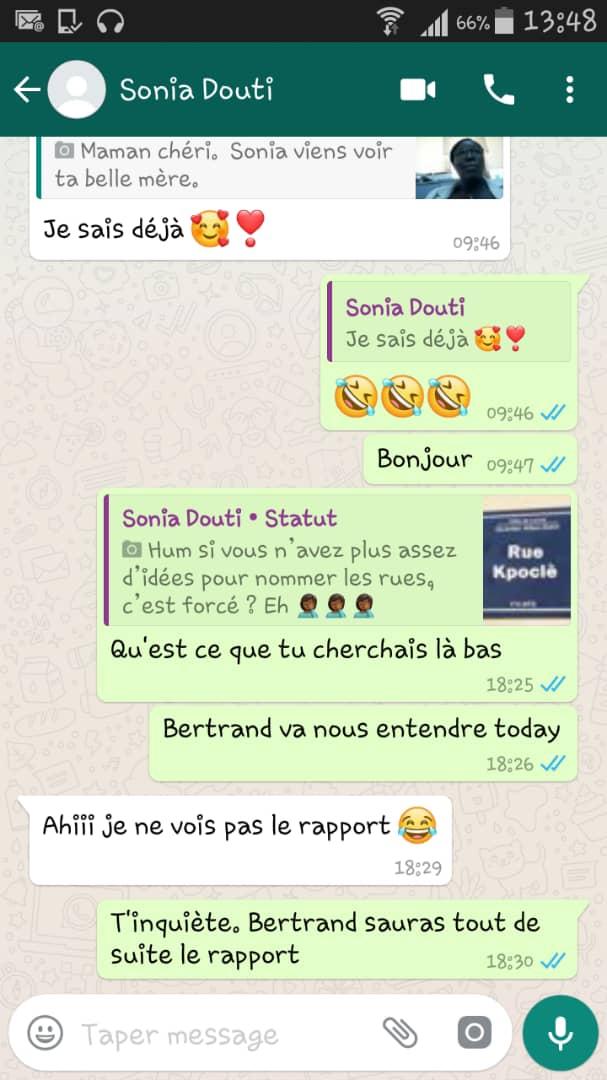 66% 13:48
Sonia Douti
Maman chéri. Sonia viens voir
ta belle mère.
Je sais déjà 🥰❣️
09:46
Sonia Douti
Je sais déjà 🥰❣️
🤣🤣🤣 09:46
Bonjour 09:47
Sonia Douti • Statut
Hum si vous n'avez plus assez
d'idées pour nommer les rues,
c'est forcé ? Eh 🤦🏾‍♀️🤦🏾‍♀️🤦🏾‍♀️
Rue
Kpoclè
Qu'est ce que tu cherchais là bas
18:25
Bertrand va nous entendre today
18:26
Ahiii je ne vois pas le rapport 😂
18:29
T'inquiète. Bertrand sauras tout de
suite le rapport 18:30
Taper message